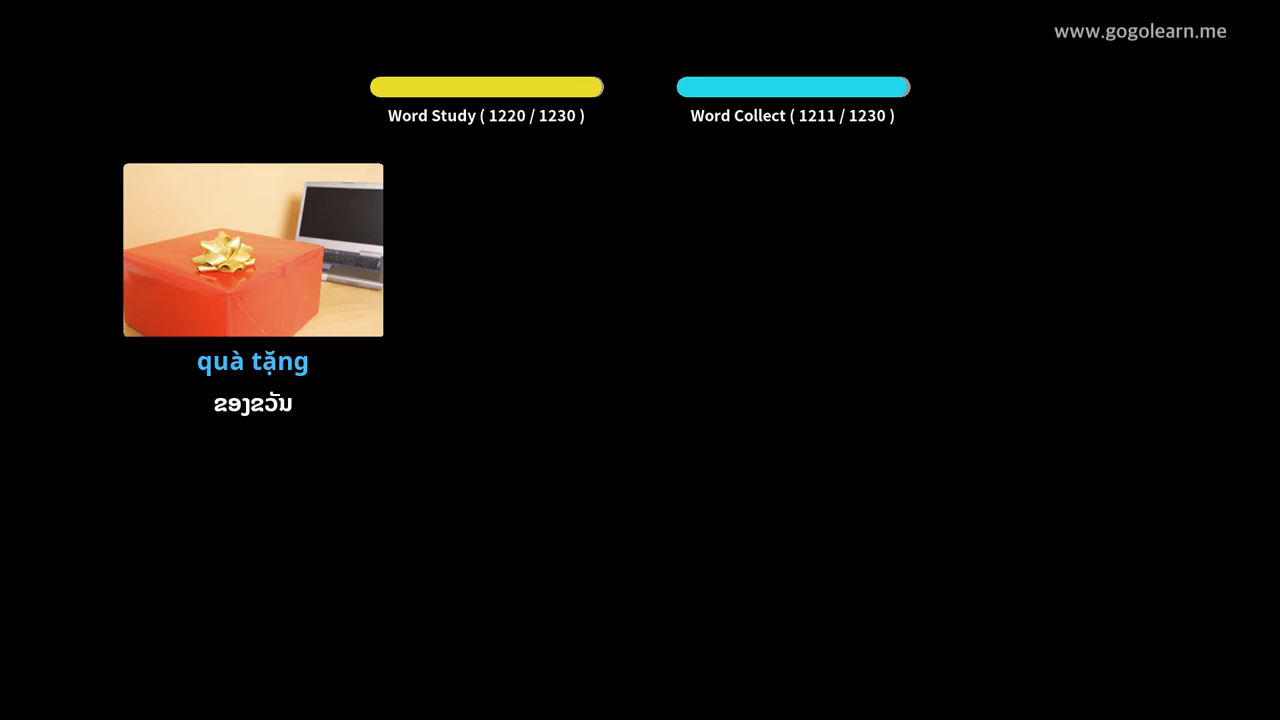 www.gogolearn.me
Word Study ( 1220 / 1230 )
Word Collect ( 1211 / 1230 )
quà tặng
ຂອງຂວັນ